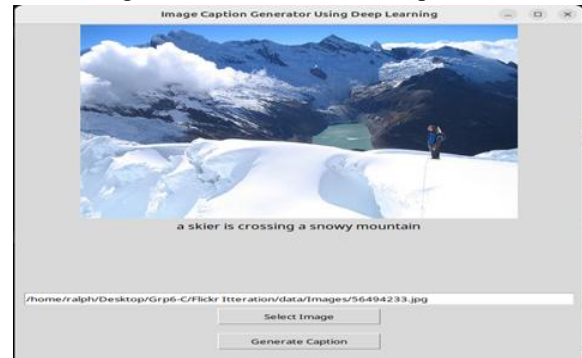 Image Caption Generator Using Deep Learning
a skier is crossing a snowy mountain
/home/ralph/Desktop/Grp6-C/Flickr Itteration/data/Images/56494233.jpg
Select Image
Generate Caption